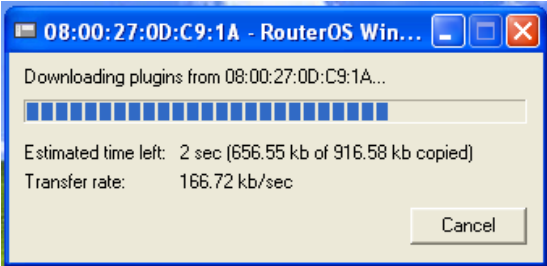 08:00:27:0D:C9:1A - RouterOS Win...
Downloading plugins from 08:00:27:0D:C9:1A...
Estimated time left: 2 sec (656.55 kb of 916.58 kb copied)
Transfer rate: 166.72 kb/sec
Cancel